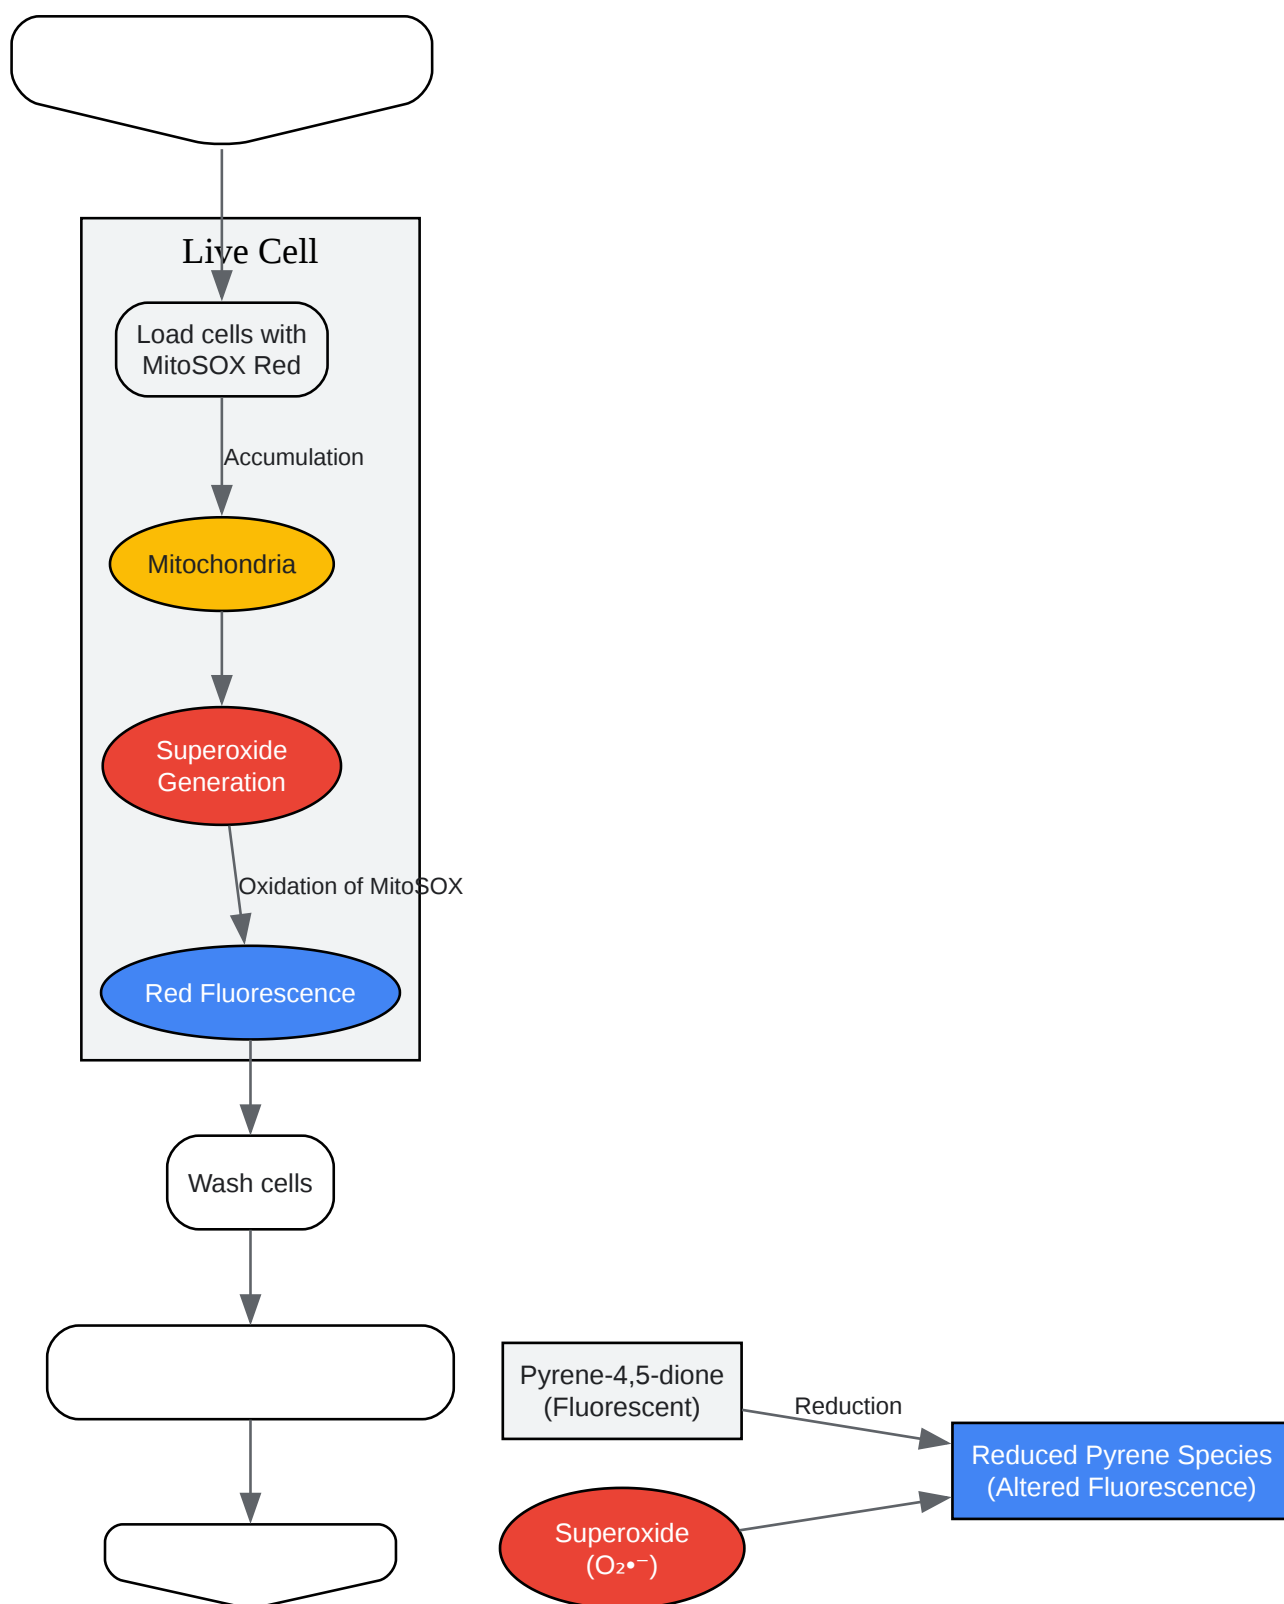 Live Cell
Load cells with
MitoSOX Red
Accumulation
Mitochondria
Superoxide
Generation
Oxidation of MitoSOX
Red Fluorescence
Wash cells
Pyrene-4,5-dione
(Fluorescent)
Reduction
Reduced Pyrene Species
(Altered Fluorescence)
Superoxide
(O₂•⁻)